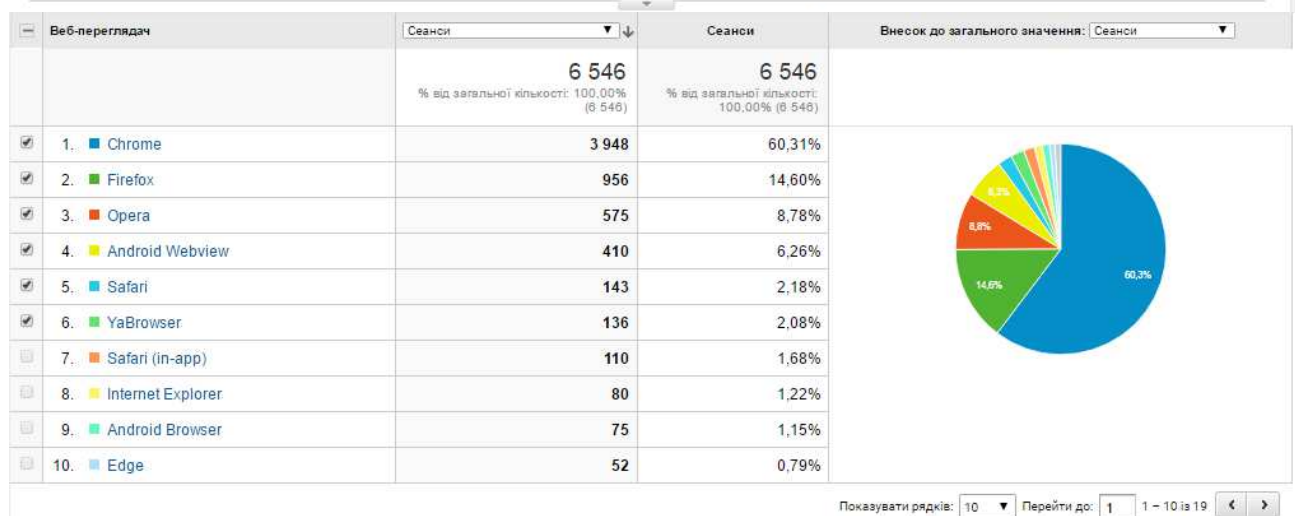 Веб-переглядач Сеанси Сеанси Внесок до загального значення: Сеанси
6 546 6 546
% від загальної кількості: 100,00% (6 546) % від загальної кількості: 100,00% (6 546)
1. Chrome 3 948 60,31%
2. Firefox 956 14,60%
3. Opera 575 8,78%
4. Android Webview 410 6,26%
5. Safari 143 2,18%
6. YaBrowser 136 2,08%
7. Safari (in-app) 110 1,68%
8. Internet Explorer 80 1,22%
9. Android Browser 75 1,15%
10. Edge 52 0,79%
6,3%
8,8%
60,3%
14,6%
Показувати рядків: 10 Перейти до: 1 1 – 10 із 19